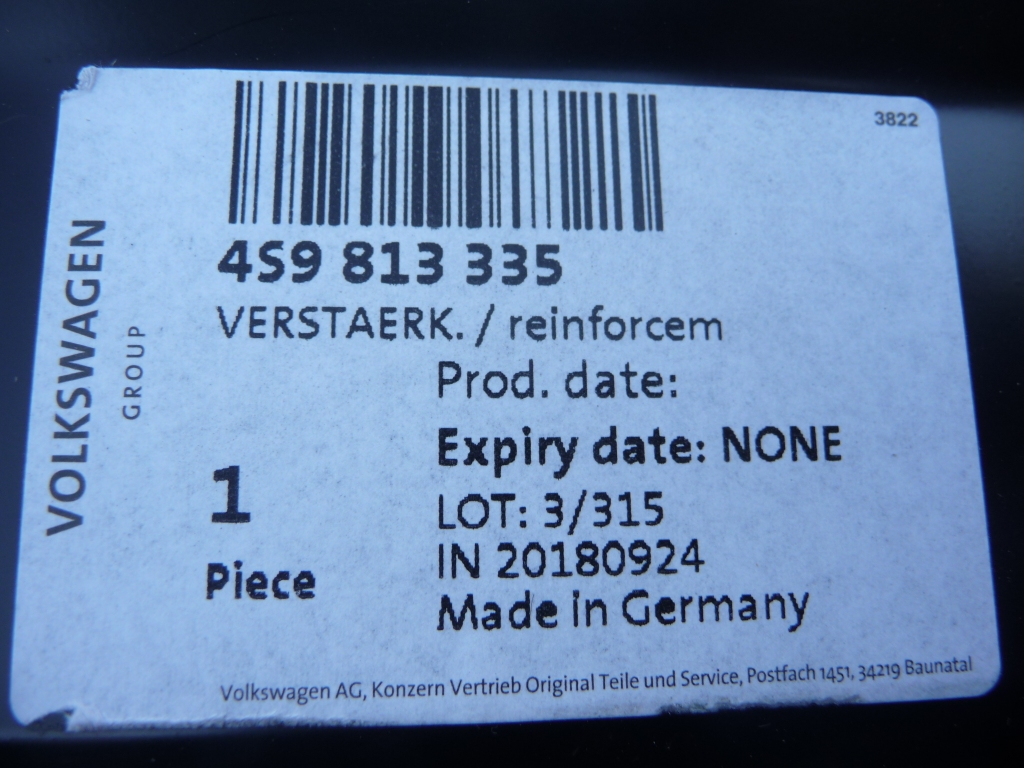 3822
4S9 813 335
VERSTAERK. / reinforcem
Prod. date:
Expiry date: NONE
1
Piece
LOT: 3/315
IN 20180924
Made in Germany
VOLKSWAGEN
GROUP
Volkswagen AG, Konzern Vertrieb Original Teile und Service, Postfach 1451, 34219 Baunatal